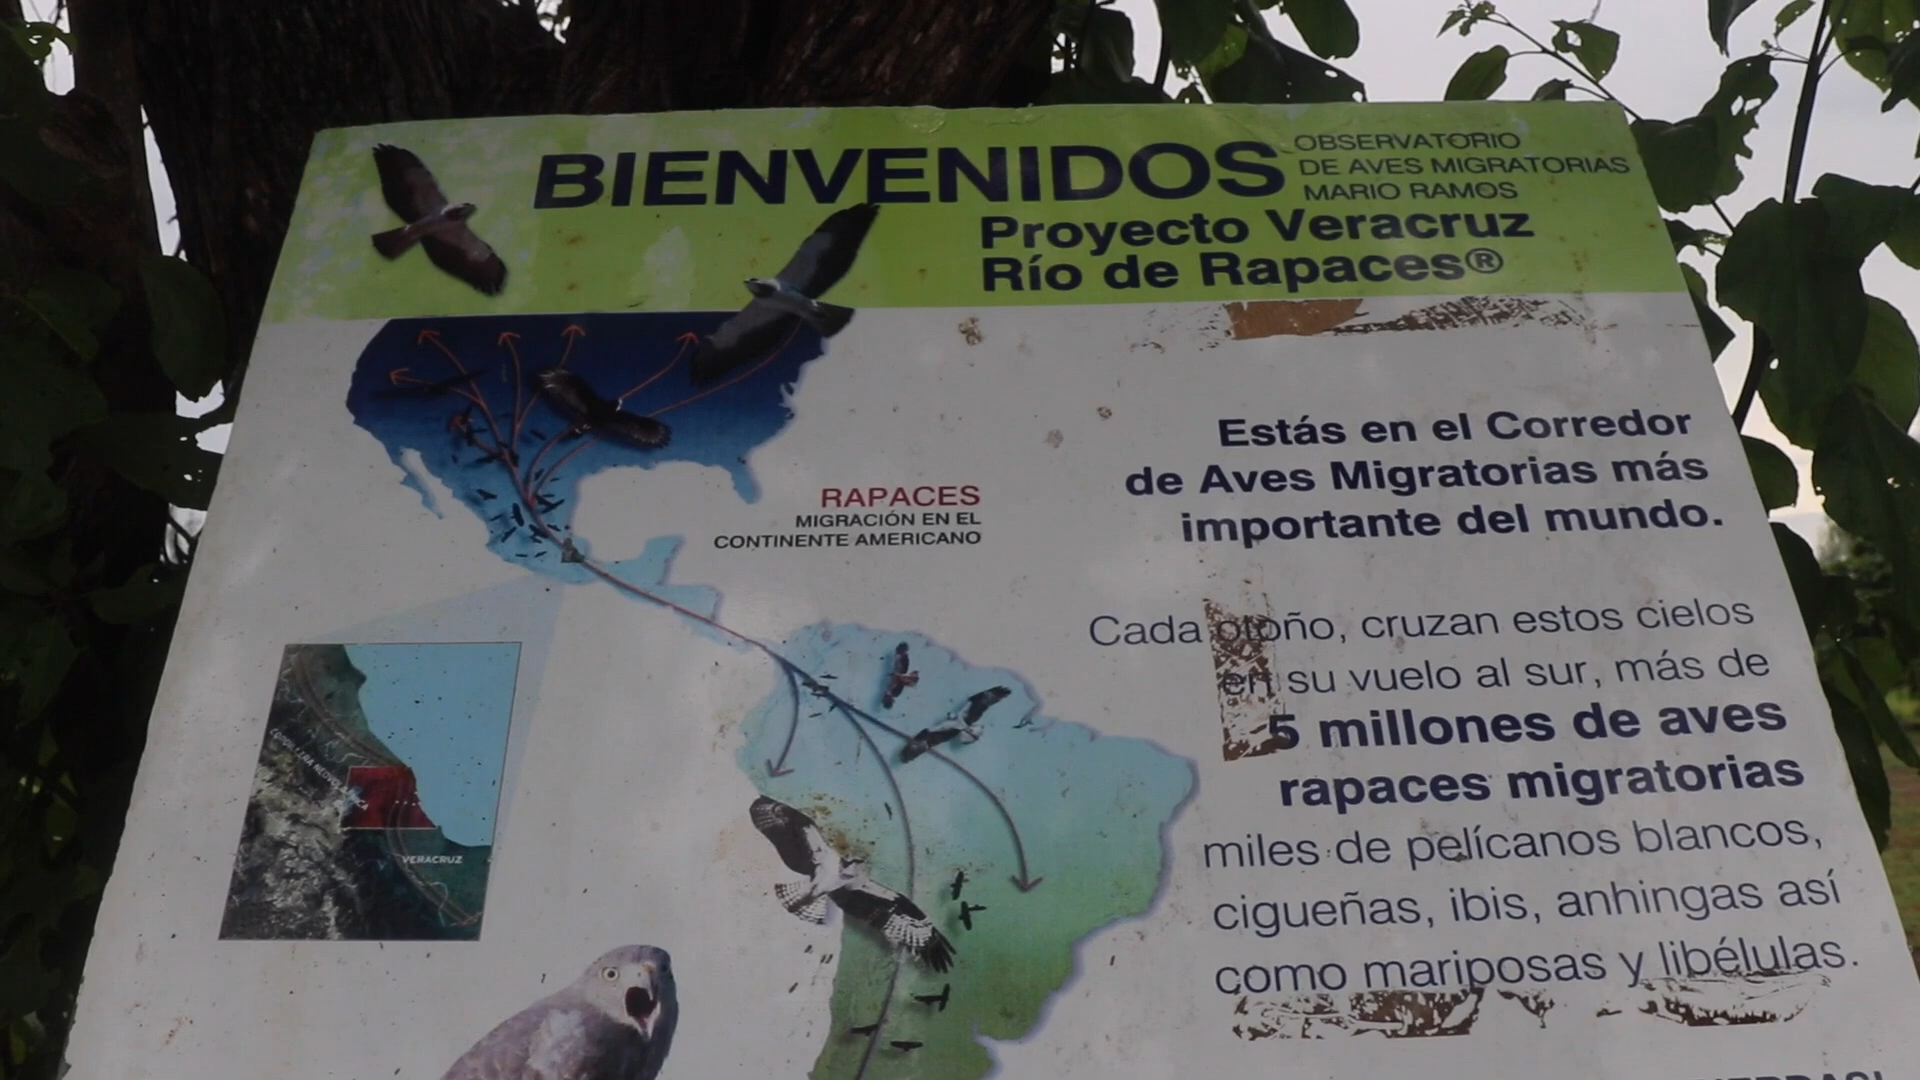 BIENVENIDOS
OBSERVATORIO
DE AVES MIGRATORIAS
MARIO RAMOS
Proyecto Veracruz
Río de Rapaces®
RAPACES
MIGRACIÓN EN EL
CONTINENTE AMERICANO
Estás en el Corredor
de Aves Migratorias más
importante del mundo.
Cada otoño, cruzan estos cielos
en su vuelo al sur, más de
5 millones de aves
rapaces migratorias
miles de pelícanos blancos,
cigueñas, ibis, anhingas así
como mariposas y libélulas.
VERACRUZ